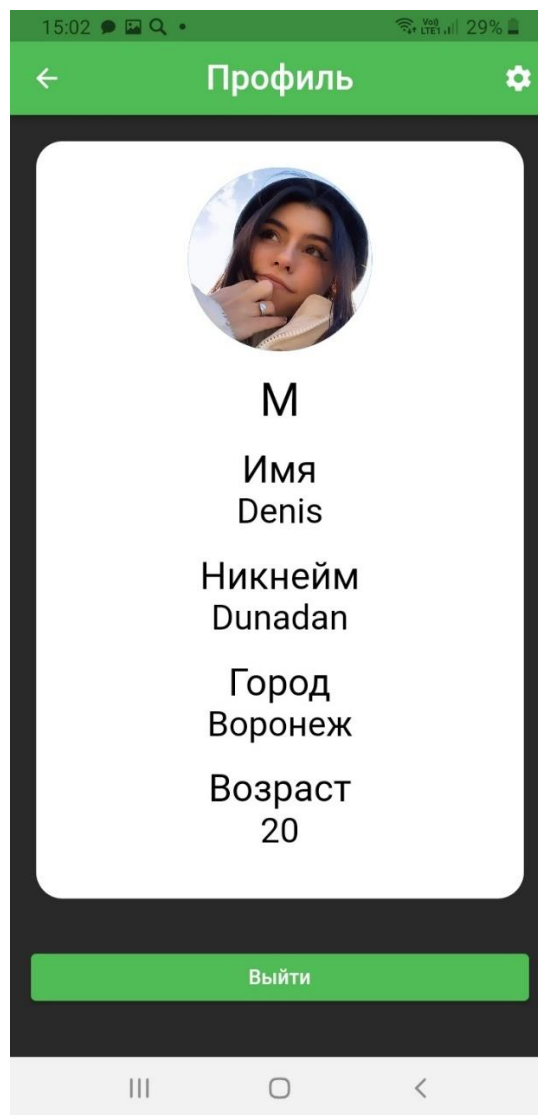 15:02 29%
Профиль
М
Имя
Denis
Никнейм
Dunadan
Город
Воронеж
Возраст
20
Выйти